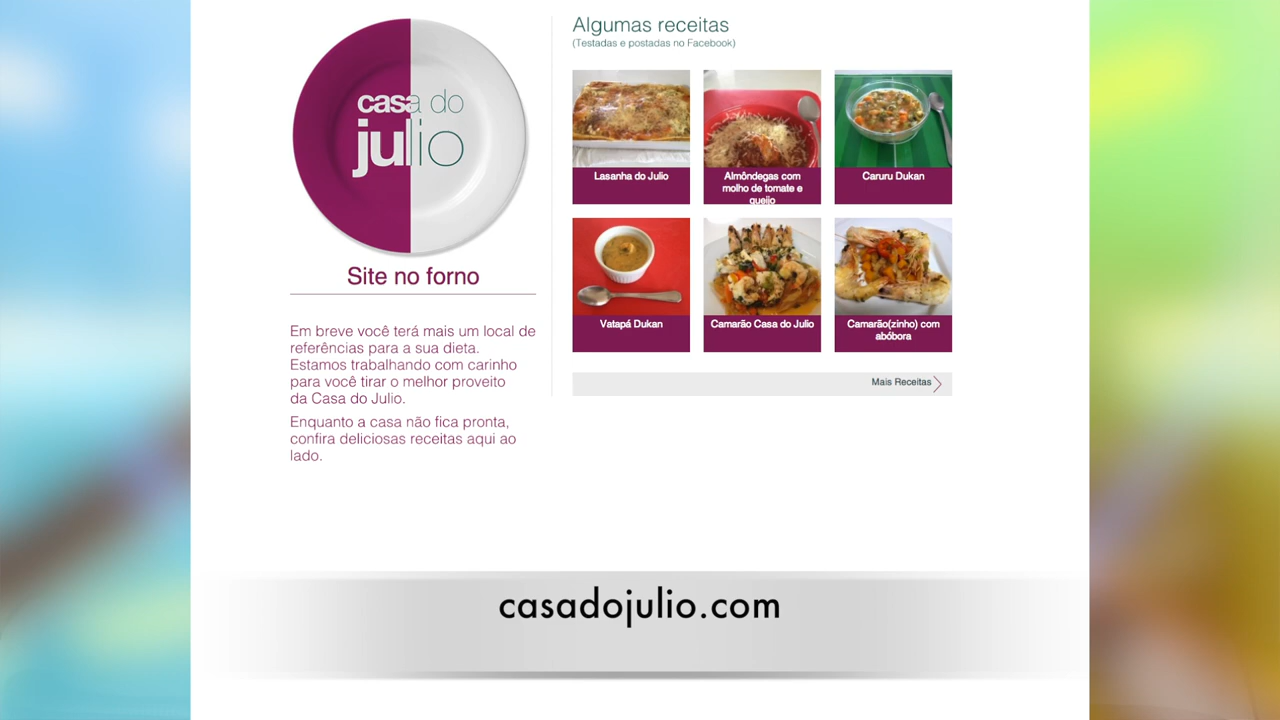 casa do
julio
Site no forno
Em breve você terá mais um local de
referências para a sua dieta.
Estamos trabalhando com carinho
para você tirar o melhor proveito
da Casa do Julio.
Enquanto a casa não fica pronta,
confira deliciosas receitas aqui ao
lado.
Algumas receitas
(Testadas e postadas no Facebook)
Lasanha do Julio
Almôndegas com
molho de tomate e
queijo
Caruru Dukan
Vatapá Dukan
Camarão Casa do Julio
Camarão(zinho) com
abóbora
Mais Receitas
casadojulio.com